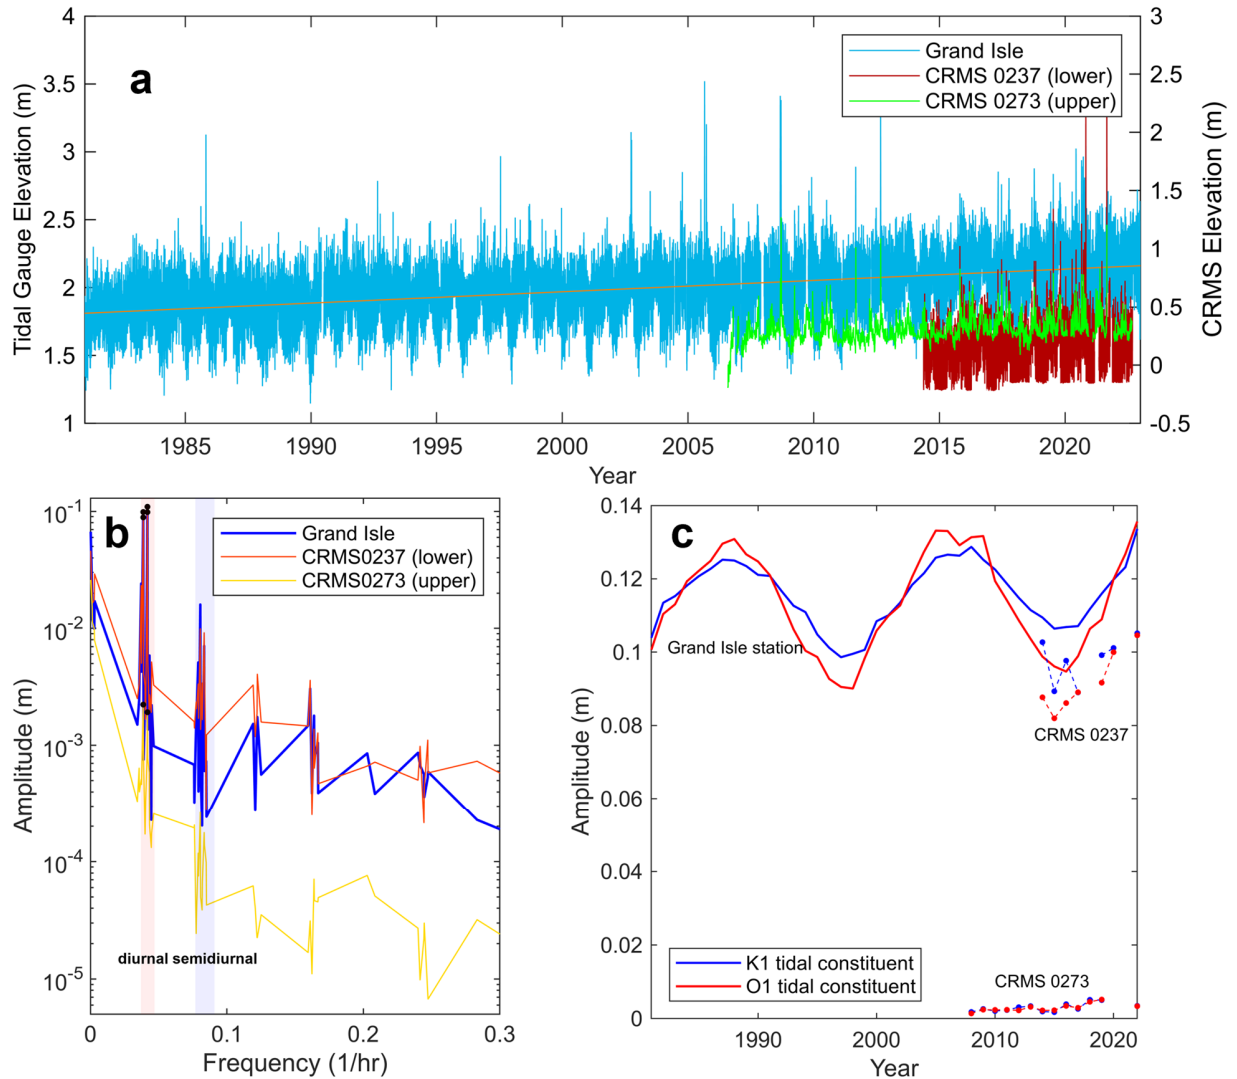 a
Tidal Gauge Elevation (m)
4
3.5
3
2.5
2
1.5
1
Grand Isle
CRMS 0237 (lower)
CRMS 0273 (upper)
3
2.5
2
1.5
1
0.5
0
-0.5
CRMS Elevation (m)
1985 1990 1995 2000 2005 2010 2015 2020
Year
b
Amplitude (m)
10-1
10-2
10-3
10-4
10-5
Grand Isle
CRMS0237 (lower)
CRMS0273 (upper)
diurnal semidiurnal
0 0.1 0.2 0.3
Frequency (1/hr)
c
Amplitude (m)
0.14
0.12
0.1
0.08
0.06
0.04
0.02
0
Grand Isle station
CRMS 0237
CRMS 0273
K1 tidal constituent
O1 tidal constituent
1990 2000 2010 2020
Year